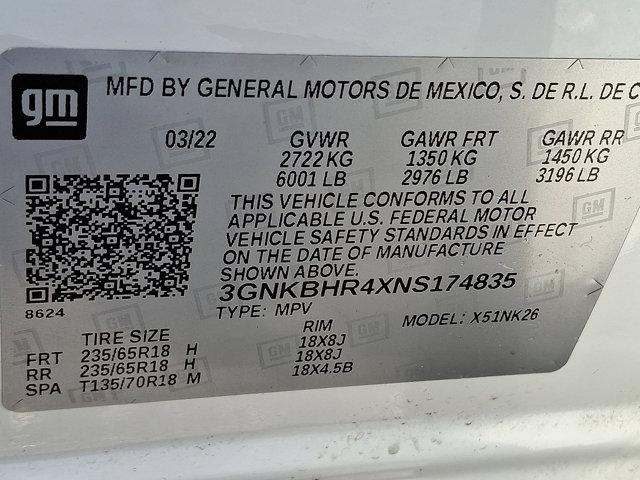 gm
MFD BY GENERAL MOTORS DE MEXICO, S. DE R.L. DE C
03/22 GVWR GAWR FRT GAWR RR
2722 KG 1350 KG 1450 KG
6001 LB 2976 LB 3196 LB
THIS VEHICLE CONFORMS TO ALL
APPLICABLE U.S. FEDERAL MOTOR
VEHICLE SAFETY STANDARDS IN EFFECT
ON THE DATE OF MANUFACTURE
SHOWN ABOVE.
3GNKBHR4XNS174835
8624
TYPE: MPV MODEL: X51NK26
TIRE SIZE RIM
FRT 235/65R18 H 18X8J
RR 235/65R18 H 18X8J
SPA T135/70R18 M 18X4.5B